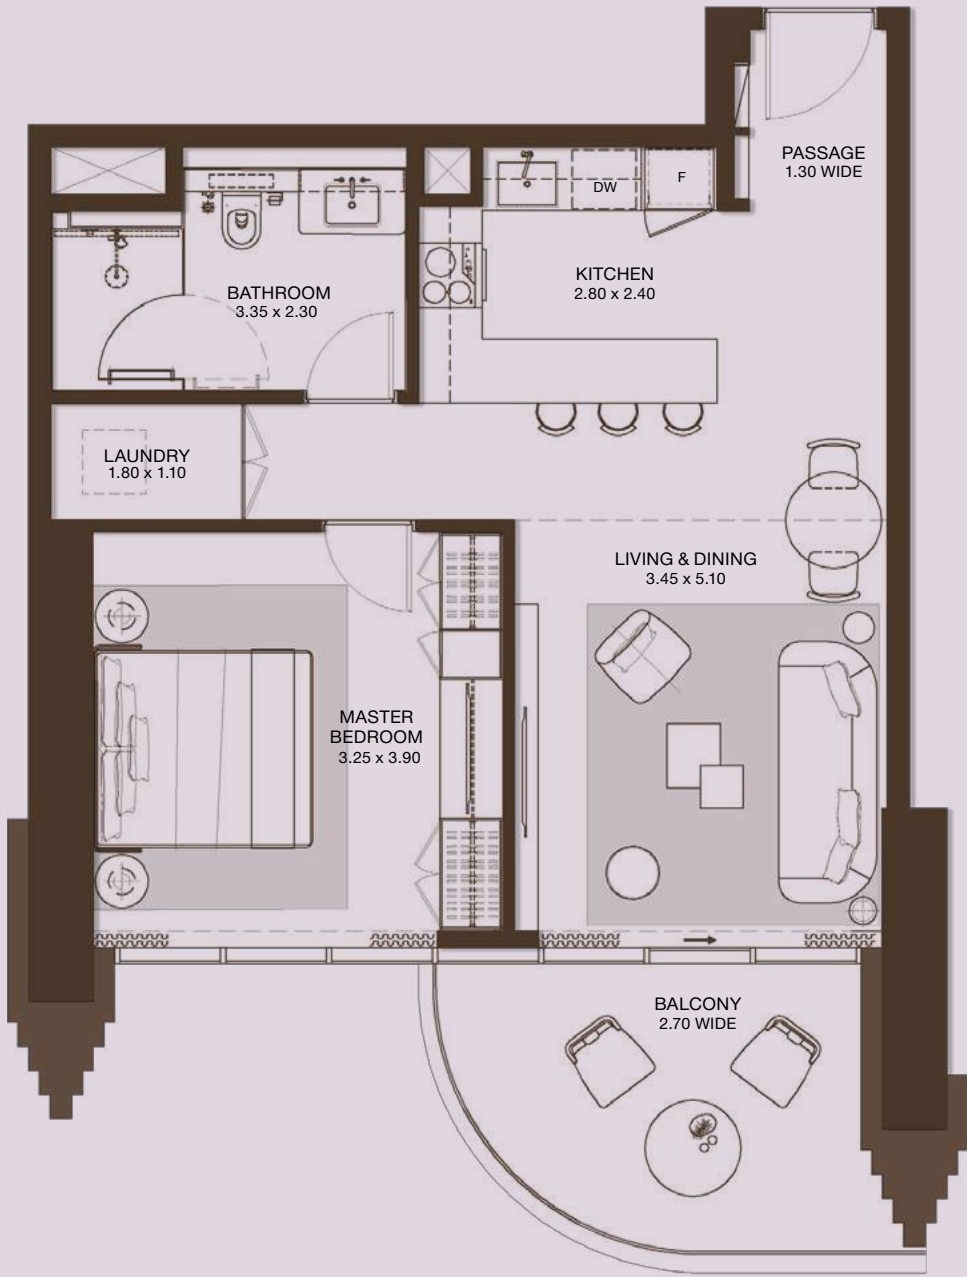 PASSAGE
1.30 WIDE
DW
F
KITCHEN
2.80 x 2.40
BATHROOM
3.35 x 2.30
LAUNDRY
1.80 x 1.10
LIVING & DINING
3.45 x 5.10
MASTER
BEDROOM
3.25 x 3.90
BALCONY
2.70 WIDE